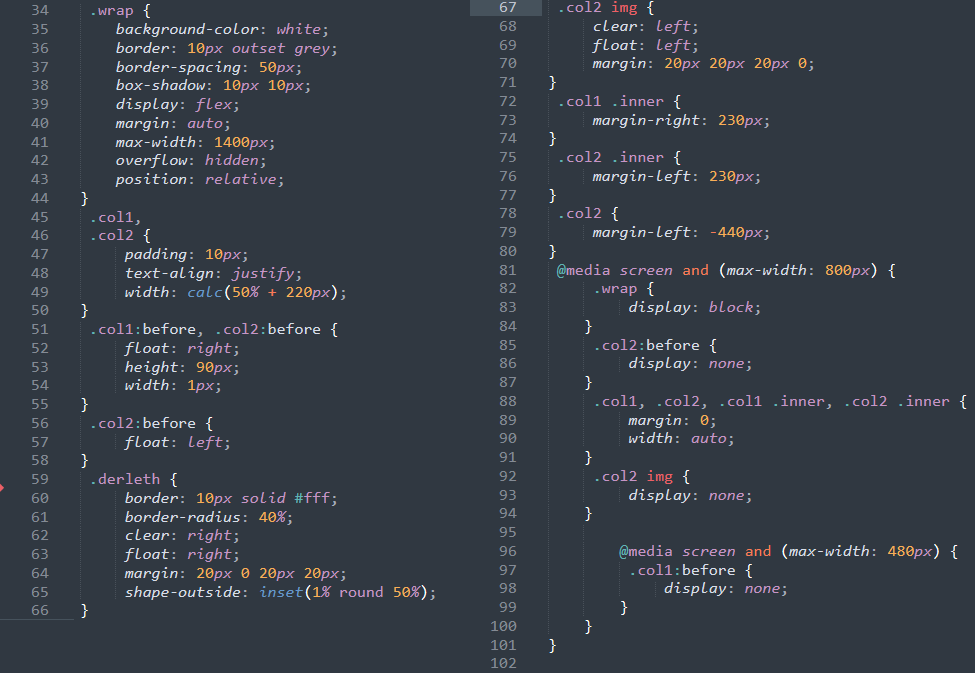 34 .wrap {
35 background-color: white;
36 border: 10px outset grey;
37 border-spacing: 50px;
38 box-shadow: 10px 10px;
39 display: flex;
40 margin: auto;
41 max-width: 1400px;
42 overflow: hidden;
43 position: relative;
44 }
45 .col1,
46 .col2 {
47 padding: 10px;
48 text-align: justify;
49 width: calc(50% + 220px);
50 }
51 .col1:before, .col2:before {
52 float: right;
53 height: 90px;
54 width: 1px;
55 }
56 .col2:before {
57 float: left;
58 }
59 .derleth {
60 border: 10px solid #fff;
61 border-radius: 40%;
62 clear: right;
63 float: right;
64 margin: 20px 0 20px 20px;
65 shape-outside: inset(1% round 50%);
66 }
67 .col2 img {
68 clear: left;
69 float: left;
70 margin: 20px 20px 20px 0;
71 }
72 .col1 .inner {
73 margin-right: 230px;
74 }
75 .col2 .inner {
76 margin-left: 230px;
77 }
78 .col2 {
79 margin-left: -440px;
80 }
81 @media screen and (max-width: 800px) {
82 .wrap {
83 display: block;
84 }
85 .col2:before {
86 display: none;
87 }
88 .col1, .col2, .col1 .inner, .col2 .inner {
89 margin: 0;
90 width: auto;
91 }
92 .col2 img {
93 display: none;
94 }
95
96 @media screen and (max-width: 480px) {
97 .col1:before {
98 display: none;
99 }
100 }
101 }
102